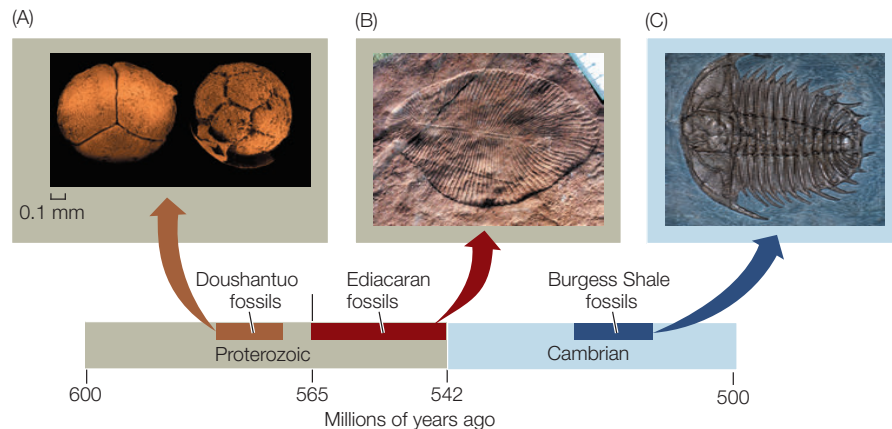 (A)
(B)
(C)
0.1 mm
Doushantuo
fossils
Ediacaran
fossils
Burgess Shale
fossils
Proterozoic
Cambrian
600
565
542
500
Millions of years ago